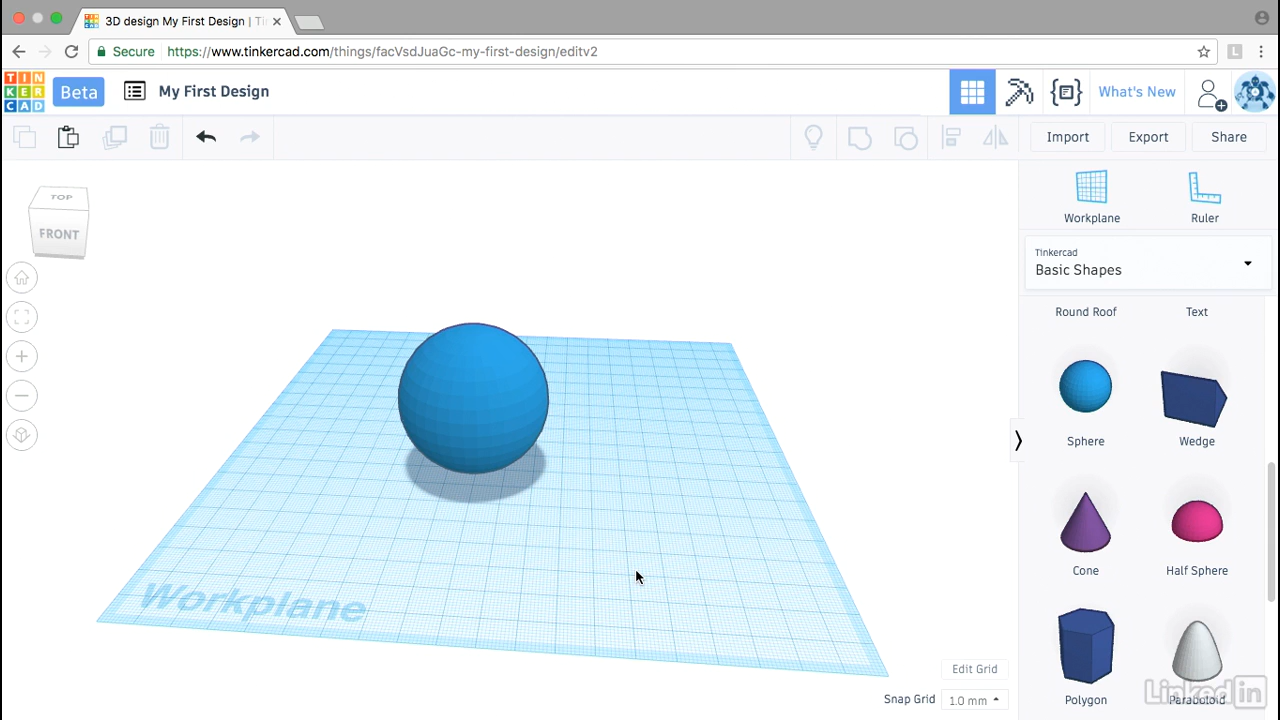 3D design My First Design | Ti
Secure
https://www.tinkercad.com/things/facVsdJuaGc-my-first-design/editv2
L
TIN
KER
CAD
Beta
My First Design
What's New
Import
Export
Share
TOP
FRONT
Workplane
Ruler
Tinkercad
Basic Shapes
Round Roof
Text
Sphere
Wedge
Cone
Half Sphere
Polygon
Paraboloid
Workplane
Edit Grid
Snap Grid
1.0 mm
Linked in